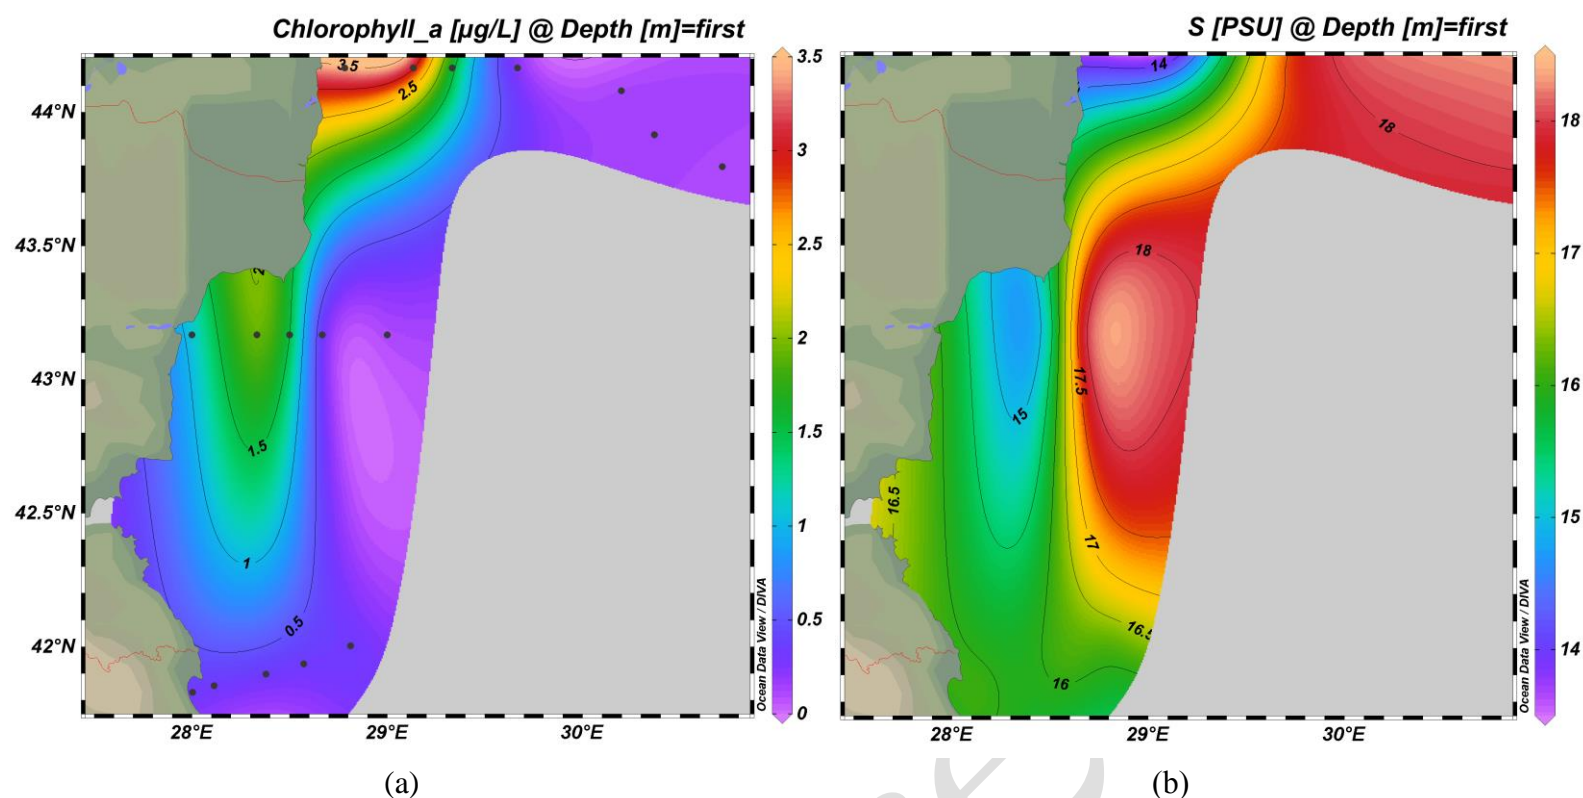 Chlorophyll_a [µg/L] @ Depth [m]=first
S [PSU] @ Depth [m]=first
3.5
2.5
2
1.5
1
0.5
44°N
43.5°N
43°N
42.5°N
42°N
28°E
29°E
30°E
3.5
3
2.5
2
1.5
1
0.5
0
Ocean Data View / DIVA
14
18
18
17.5
15
16.5
17
16.5
16
28°E
29°E
30°E
18
17
16
15
14
Ocean Data View / DIVA
(a)
(b)